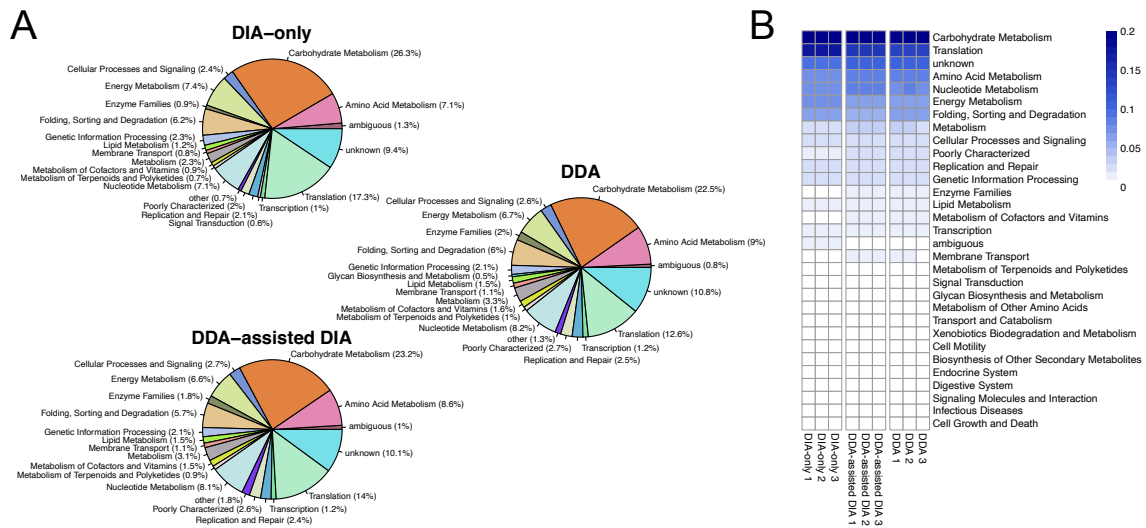 A
DIA-only
Carbohydrate Metabolism (26.3%)
Cellular Processes and Signaling (2.4%)
Energy Metabolism (7.4%)
Enzyme Families (0.9%)
Folding, Sorting and Degradation (6.2%)
Genetic Information Processing (2.3%)
Lipid Metabolism (1.2%)
Membrane Transport (0.8%)
Metabolism (2.3%)
Metabolism of Cofactors and Vitamins (0.9%)
Metabolism of Terpenoids and Polyketides (0.7%)
Nucleotide Metabolism (7.1%)
other (0.7%)
Poorly Characterized (2%)
Replication and Repair (2.1%)
Signal Transduction (0.6%)
Transcription (1%)
Translation (17.3%)
unknown (9.4%)
ambiguous (1.3%)
Amino Acid Metabolism (7.1%)
DDA
Carbohydrate Metabolism (22.5%)
Cellular Processes and Signaling (2.6%)
Energy Metabolism (6.7%)
Enzyme Families (2%)
Folding, Sorting and Degradation (6%)
Genetic Information Processing (2.1%)
Glycan Biosynthesis and Metabolism (0.5%)
Lipid Metabolism (1.5%)
Membrane Transport (1.1%)
Metabolism (3.3%)
Metabolism of Cofactors and Vitamins (1.6%)
Metabolism of Terpenoids and Polyketides (1%)
Nucleotide Metabolism (8.2%)
other (1.3%)
Poorly Characterized (2.7%)
Replication and Repair (2.5%)
Transcription (1.2%)
Translation (12.6%)
unknown (10.8%)
ambiguous (0.8%)
Amino Acid Metabolism (9%)
DDA-assisted DIA
Carbohydrate Metabolism (23.2%)
Cellular Processes and Signaling (2.7%)
Energy Metabolism (6.6%)
Enzyme Families (1.8%)
Folding, Sorting and Degradation (5.7%)
Genetic Information Processing (2.1%)
Lipid Metabolism (1.5%)
Membrane Transport (1.1%)
Metabolism (3.1%)
Metabolism of Cofactors and Vitamins (1.5%)
Metabolism of Terpenoids and Polyketides (0.9%)
Nucleotide Metabolism (8.1%)
other (1.8%)
Poorly Characterized (2.6%)
Replication and Repair (2.4%)
Transcription (1.2%)
Translation (14%)
unknown (10.1%)
ambiguous (1%)
Amino Acid Metabolism (8.6%)
B
Carbohydrate Metabolism
Translation
unknown
Amino Acid Metabolism
Nucleotide Metabolism
Energy Metabolism
Folding, Sorting and Degradation
Metabolism
Cellular Processes and Signaling
Poorly Characterized
Replication and Repair
Genetic Information Processing
Enzyme Families
Lipid Metabolism
Metabolism of Cofactors and Vitamins
Transcription
ambiguous
Membrane Transport
Metabolism of Terpenoids and Polyketides
Signal Transduction
Glycan Biosynthesis and Metabolism
Metabolism of Other Amino Acids
Transport and Catabolism
Xenobiotics Biodegradation and Metabolism
Cell Motility
Biosynthesis of Other Secondary Metabolites
Endocrine System
Digestive System
Signaling Molecules and Interaction
Infectious Diseases
Cell Growth and Death
0.2
0.15
0.1
0.05
0
DIA-only 1
DIA-only 2
DIA-only 3
DDA-assisted DIA 1
DDA-assisted DIA 2
DDA-assisted DIA 3
DDA 1
DDA 2
DDA 3